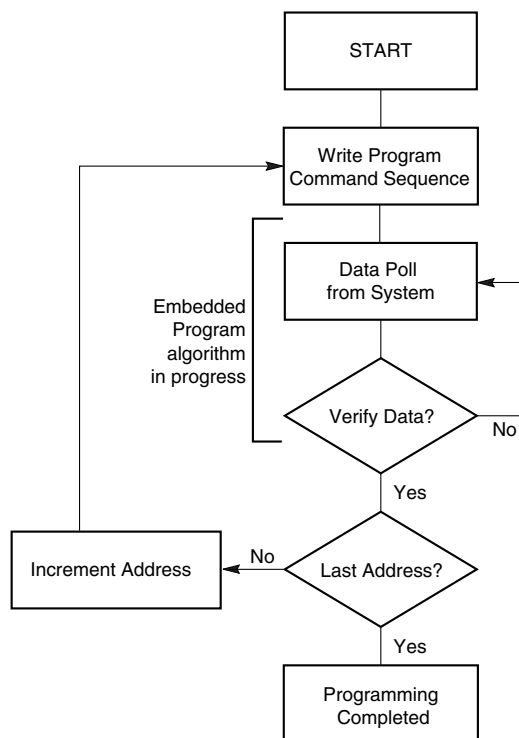 START
Write Program
Command Sequence
Data Poll
from System
Embedded
Program
algorithm
in progress
Verify Data?
No
Yes
No
Increment Address
Last Address?
Yes
Programming
Completed